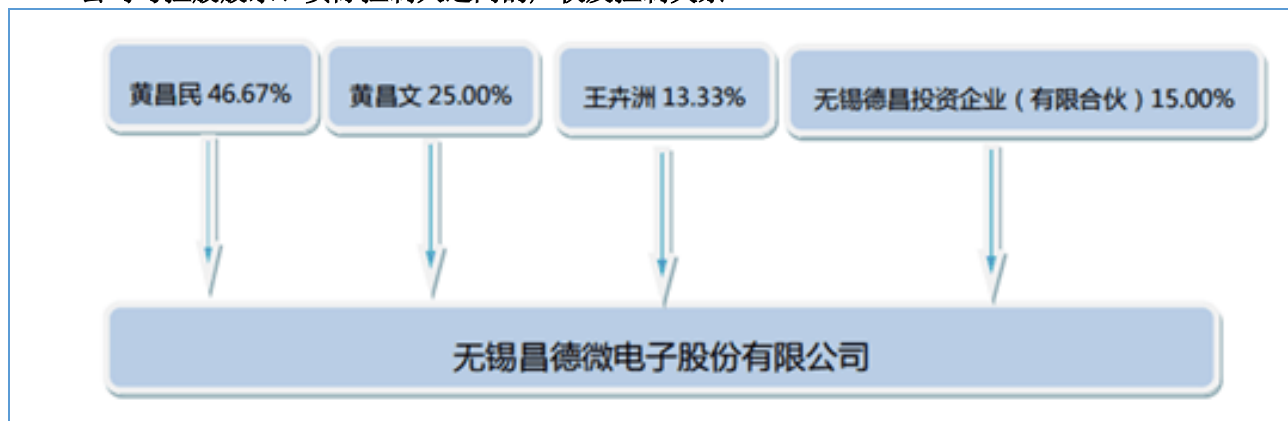 黄昌民 46.67%
黄昌文 25.00%
王卉洲 13.33%
无锡德昌投资企业（有限合伙）15.00%
无锡昌德微电子股份有限公司